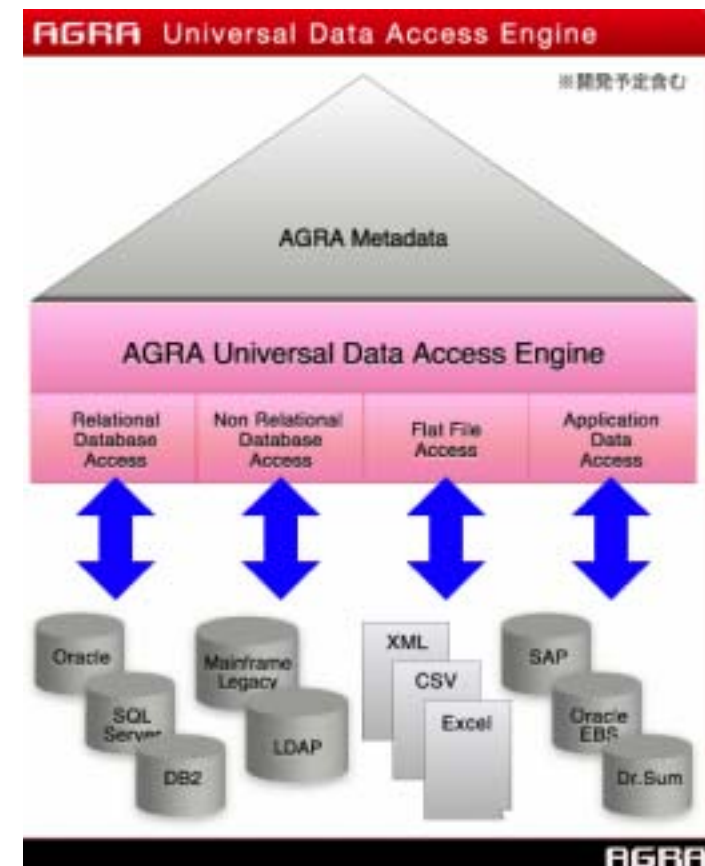 AGRA Universal Data Access Engine
※開発予定含む
AGRA Metadata
AGRA Universal Data Access Engine
Relational
Database
Access
Non Relational
Database
Access
Flat File
Access
Application
Data
Access
Oracle
SQL
Server
DB2
Mainframe
Legacy
LDAP
XML
CSV
Excel
SAP
Oracle
EBS
Dr.Sum
AGRA